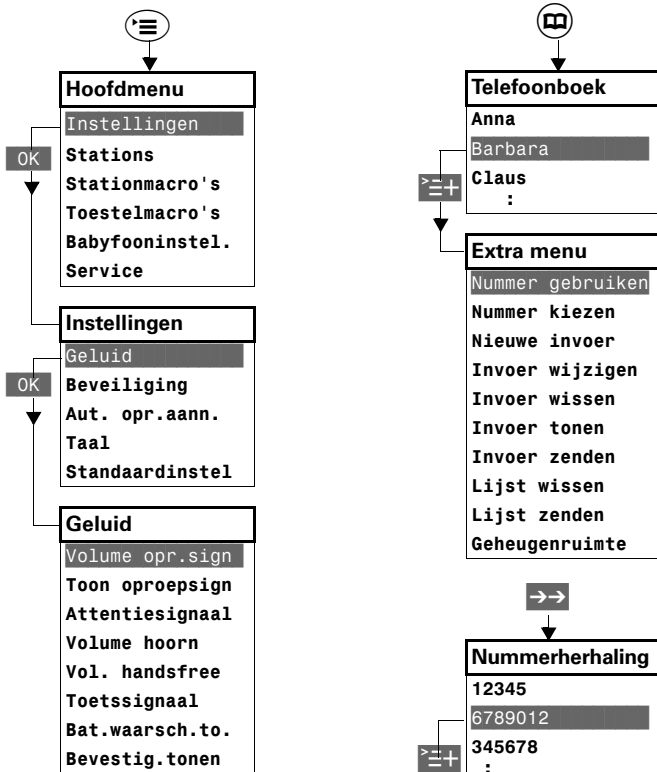 Hoofdmenu
Instellingen
OK
Stations
Stationmacro's
Toestelmacro's
Babyfooninstel.
Service
Instellingen
Geluid
OK
Beveiliging
Aut. opr.aann.
Taal
Standaardinstel
Geluid
Volume opr.sign
Toon oproepsign
Attentiesignaal
Volume hoorn
Vol. handsfree
Toetssignaal
Bat.waarsch.to.
Bevestig.tonen
Telefoonboek
Anna
Barbara
Claus
:
Extra menu
Nummer gebruiken
Nummer kiezen
Nieuwe invoer
Invoer wijzigen
Invoer wissen
Invoer tonen
Invoer zenden
Lijst wissen
Lijst zenden
Geheugenruimte
Nummerherhaling
12345
6789012
345678
: